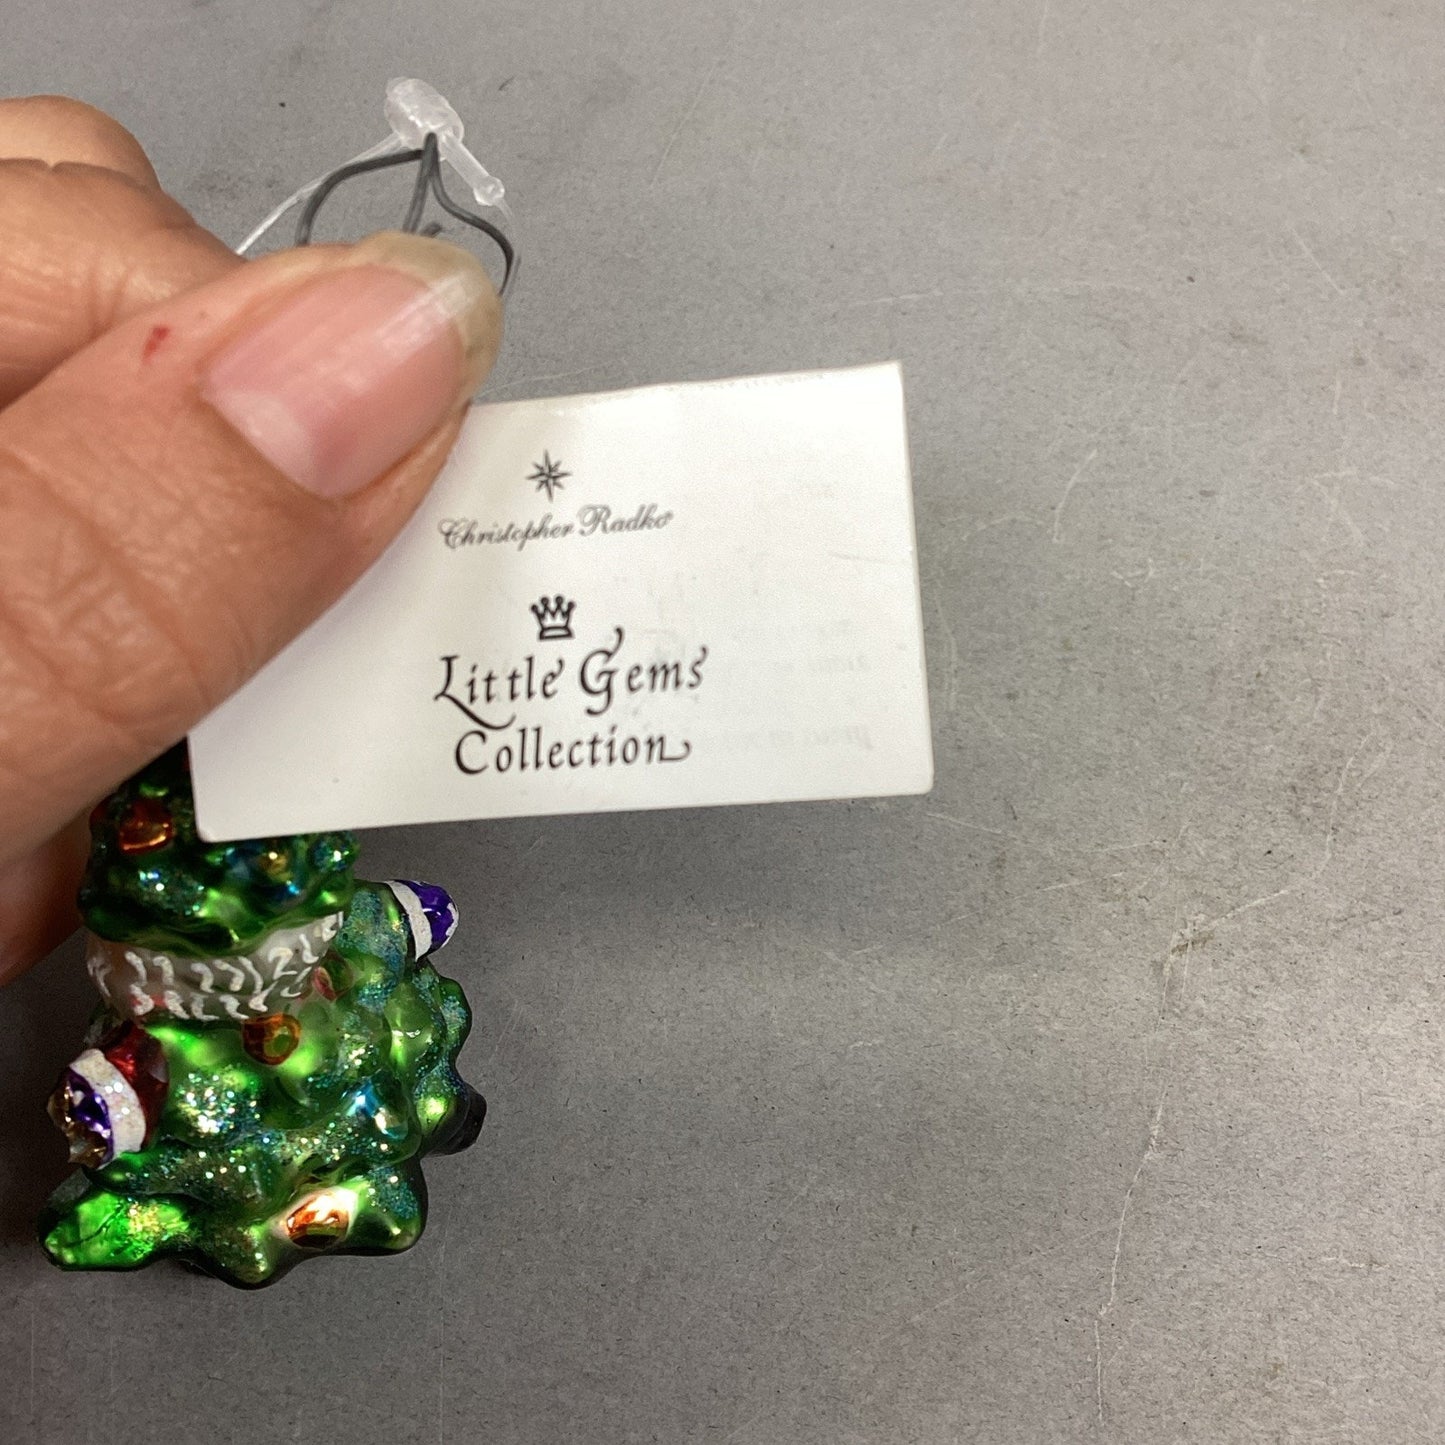 Christopher Radko
Little Gems
Collection